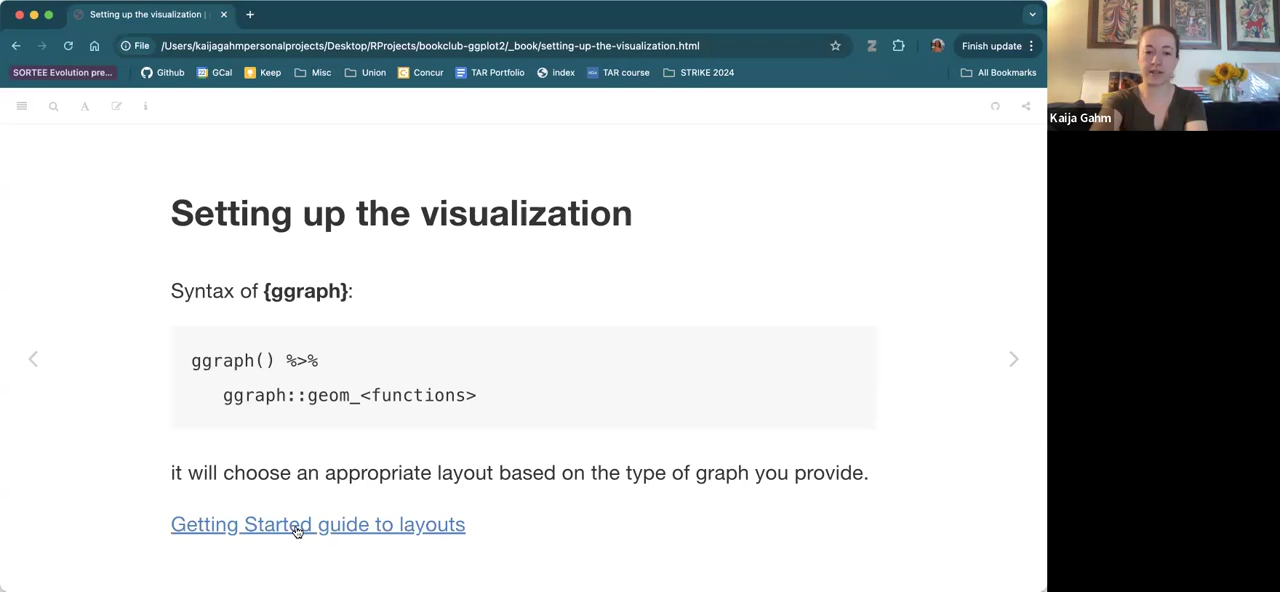 Setting up the visualization |
File
/Users/kaijagahmpersonalprojects/Desktop/RProjects/bookclub-ggplot2/_book/setting-up-the-visualization.html
Finish update
SORTEE Evolution pre...
Github
GCal
Keep
Misc
Union
Concur
TAR Portfolio
index
TAR course
STRIKE 2024
All Bookmarks
Kaija Gahm
Setting up the visualization
Syntax of {ggraph}:
ggraph() %>%
ggraph::geom_<functions>
it will choose an appropriate layout based on the type of graph you provide.
Getting Started guide to layouts